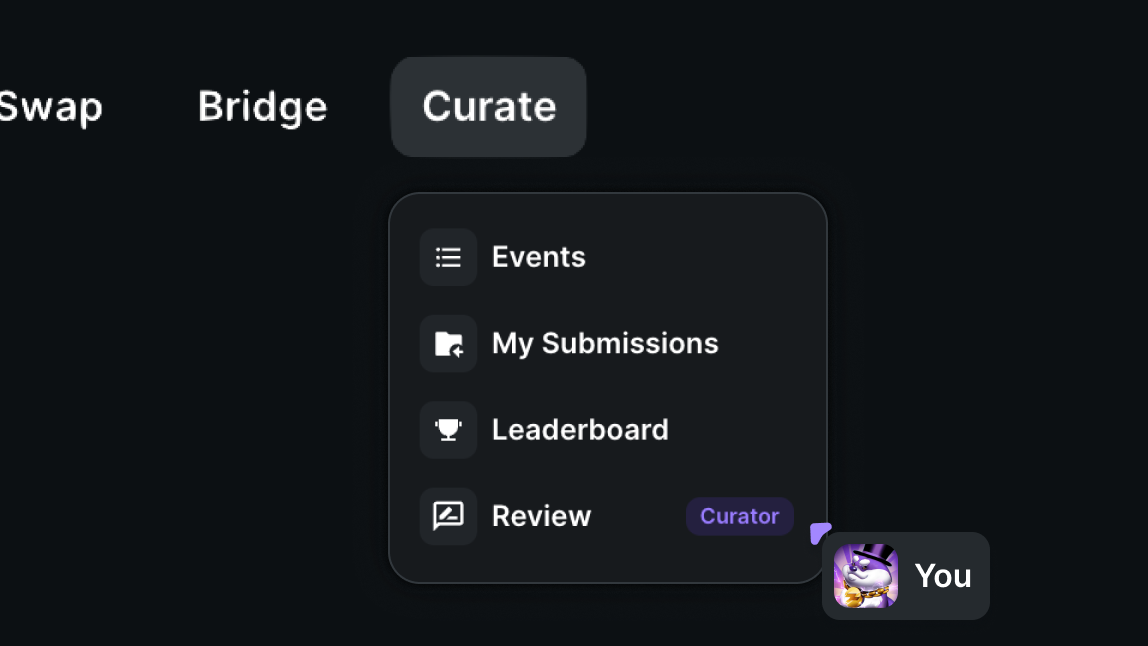 Swap Bridge Curate
Events
My Submissions
Leaderboard
Review Curator
You